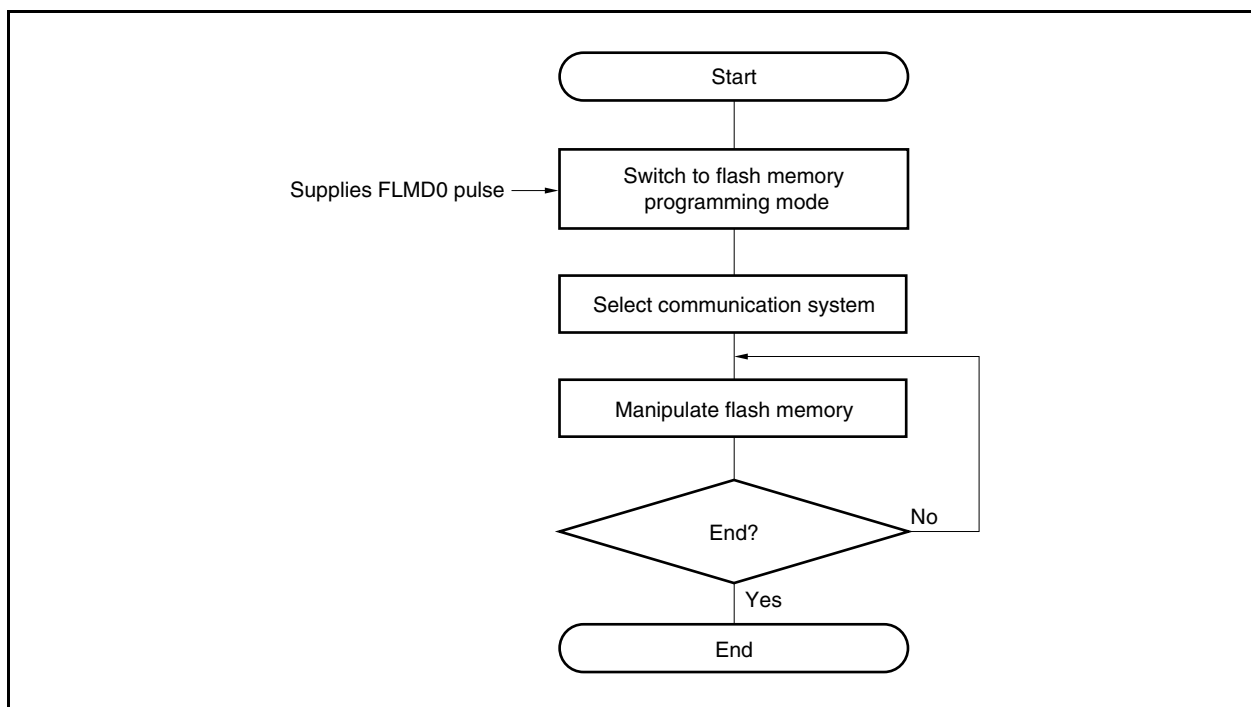 Start
Supplies FLMD0 pulse
Switch to flash memory
programming mode
Select communication system
Manipulate flash memory
End?
No
Yes
End